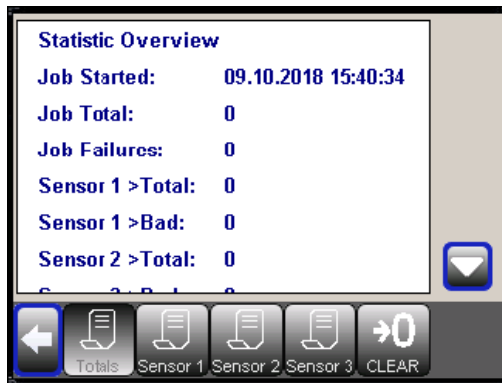 Statistic Overview
Job Started: 09.10.2018 15:40:34
Job Total: 0
Job Failures: 0
Sensor 1 >Total: 0
Sensor 1 >Bad: 0
Sensor 2 >Total: 0
Totals Sensor 1 Sensor 2 Sensor 3 →0 CLEAR